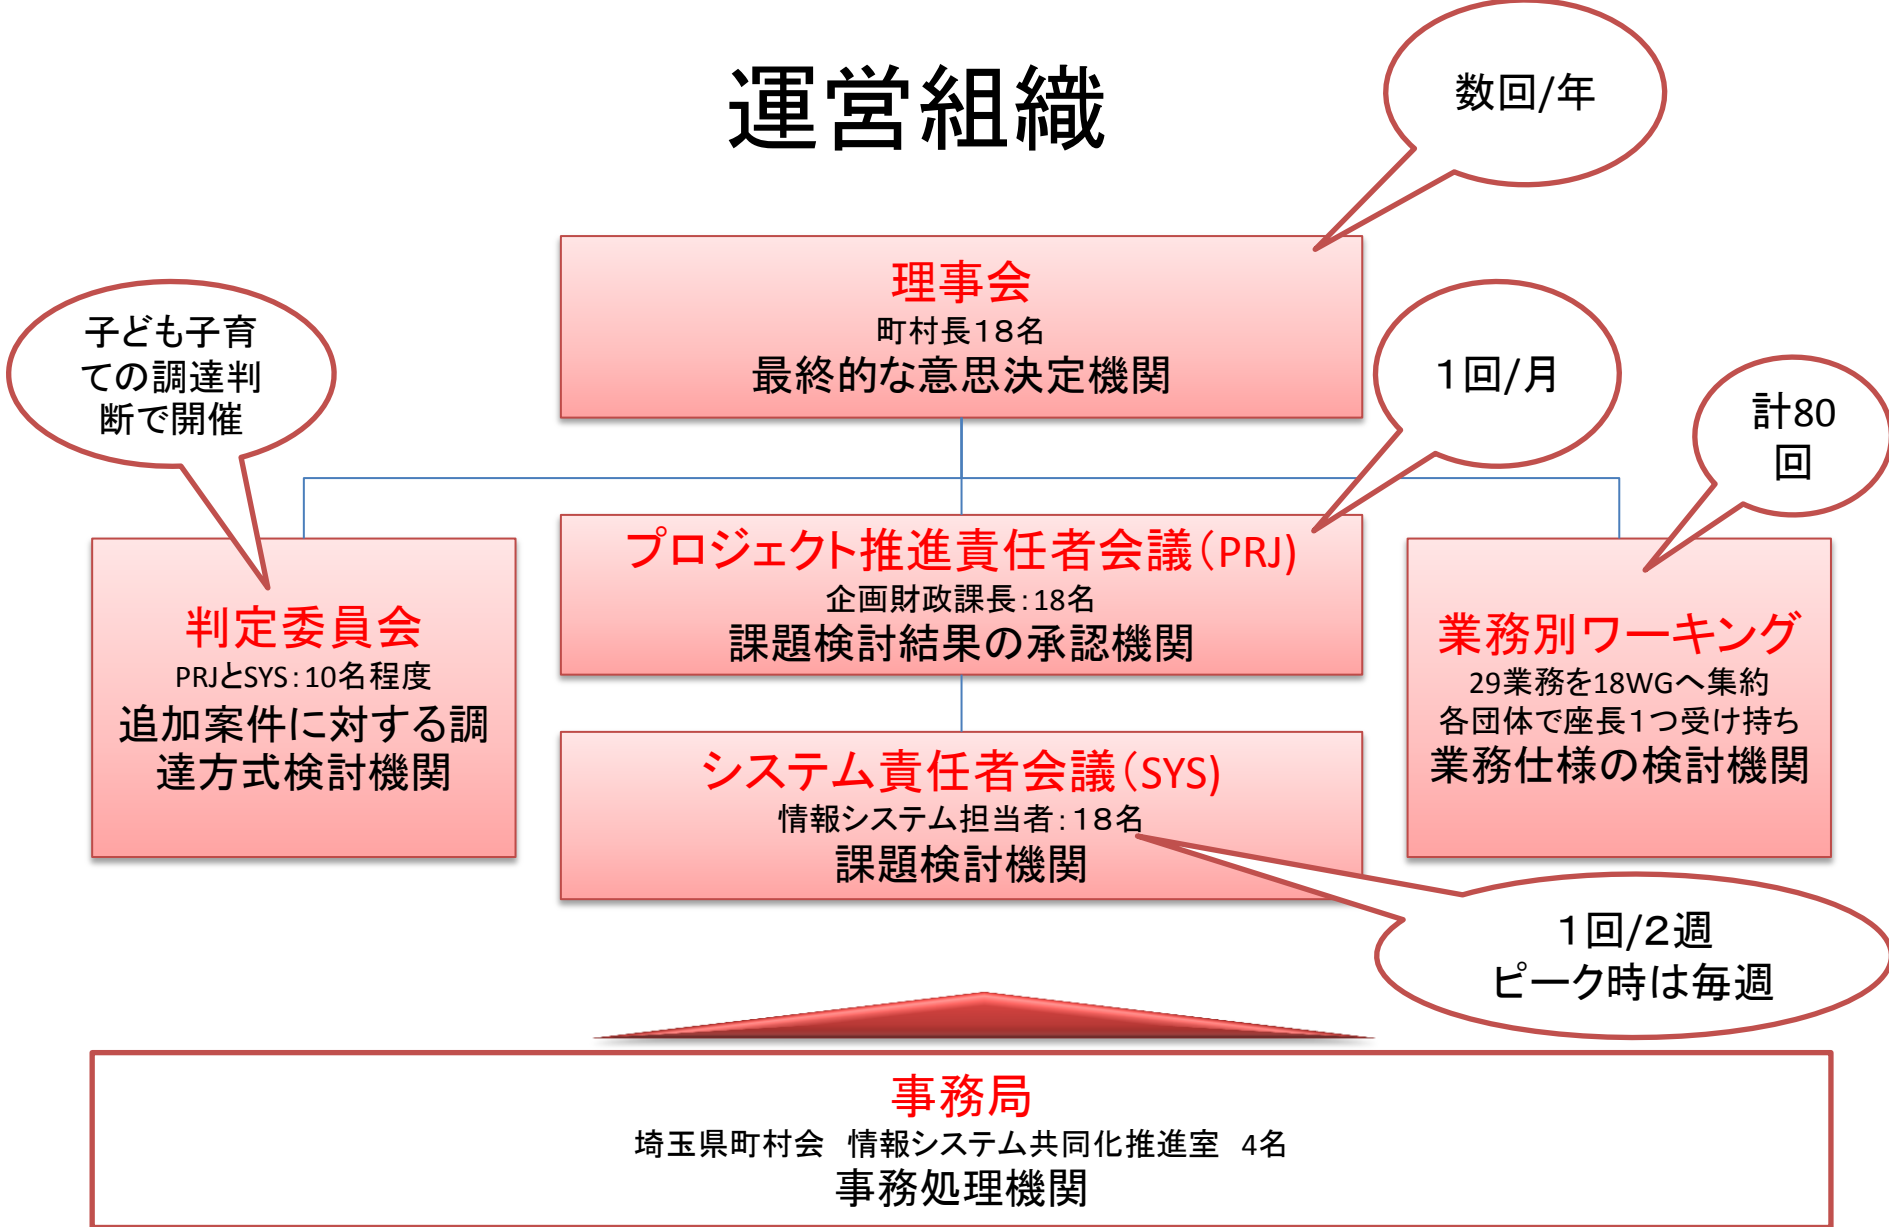 運営組織
数回/年
理事会
町村長18名
最終的な意思決定機関
子ども子育
ての調達判
断で開催
1回/月
計80
回
プロジェクト推進責任者会議(PRJ)
企画財政課長:18名
課題検討結果の承認機関
判定委員会
PRJとSYS:10名程度
追加案件に対する調
達方式検討機関
業務別ワーキング
29業務を18WGへ集約
各団体で座長1つ受け持ち
業務仕様の検討機関
システム責任者会議(SYS)
情報システム担当者:18名
課題検討機関
1回/2週
ピーク時は毎週
事務局
埼玉県町村会 情報システム共同化推進室 4名
事務処理機関